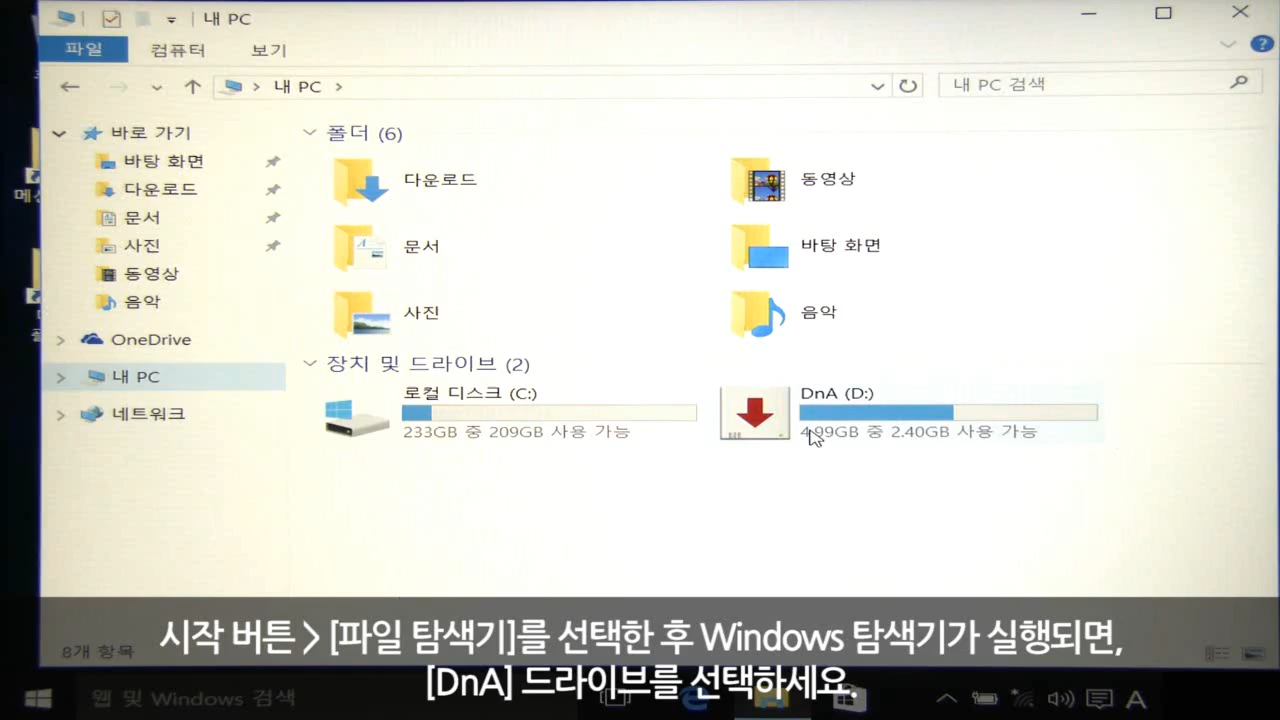 내 PC
파일 컴퓨터 보기
내 PC
내 PC 검색
바로 가기
바탕 화면
다운로드
문서
사진
동영상
음악
OneDrive
내 PC
네트워크
폴더 (6)
다운로드
동영상
문서
바탕 화면
사진
음악
장치 및 드라이브 (2)
로컬 디스크 (C:)
233GB 중 209GB 사용 가능
DnA (D:)
4.99GB 중 2.40GB 사용 가능
8개 항목
시작 버튼 > [파일 탐색기]를 선택한 후 Windows 탐색기가 실행되면,
[DnA] 드라이브를 선택하세요.
웹 및 Windows 검색
A